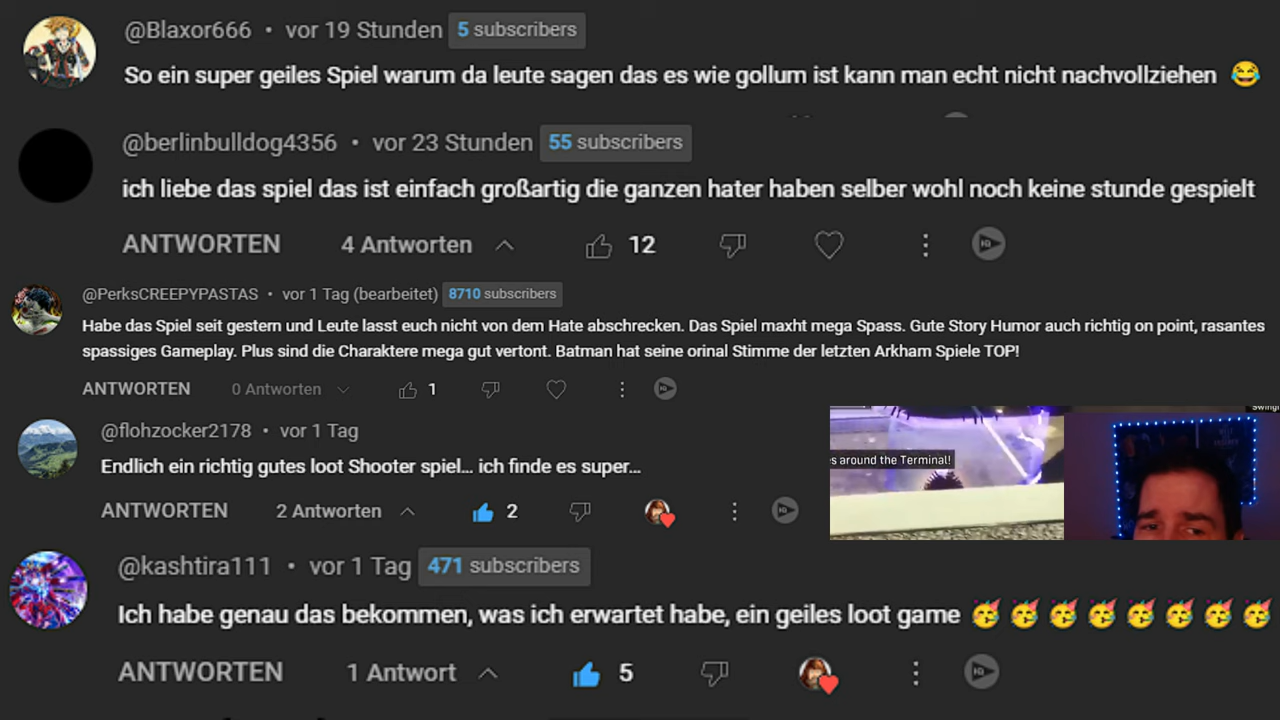 @Blaxor666 • vor 19 Stunden 5 subscribers
So ein super geiles Spiel warum da leute sagen das es wie gollum ist kann man echt nicht nachvollziehen 😂
@berlinbulldog4356 • vor 23 Stunden 55 subscribers
ich liebe das spiel das ist einfach großartig die ganzen hater haben selber wohl noch keine stunde gespielt
ANTWORTEN 4 Antworten 12
@PerksCREEPYPASTAS • vor 1 Tag (bearbeitet) 8710 subscribers
Habe das Spiel seit gestern und Leute lasst euch nicht von dem Hate abschrecken. Das Spiel maxht mega Spass. Gute Story Humor auch richtig on point, rasantes
spassiges Gameplay. Plus sind die Charaktere mega gut vertont. Batman hat seine orinal Stimme der letzten Arkham Spiele TOP!
ANTWORTEN 0 Antworten 1
@flohzocker2178 • vor 1 Tag
Endlich ein richtig gutes loot Shooter spiel... ich finde es super...
ANTWORTEN 2 Antworten 2
es around the Terminal!
@kashtira111 • vor 1 Tag 471 subscribers
Ich habe genau das bekommen, was ich erwartet habe, ein geiles loot game 🥳🥳🥳🥳🥳🥳🥳🥳
ANTWORTEN 1 Antwort 5